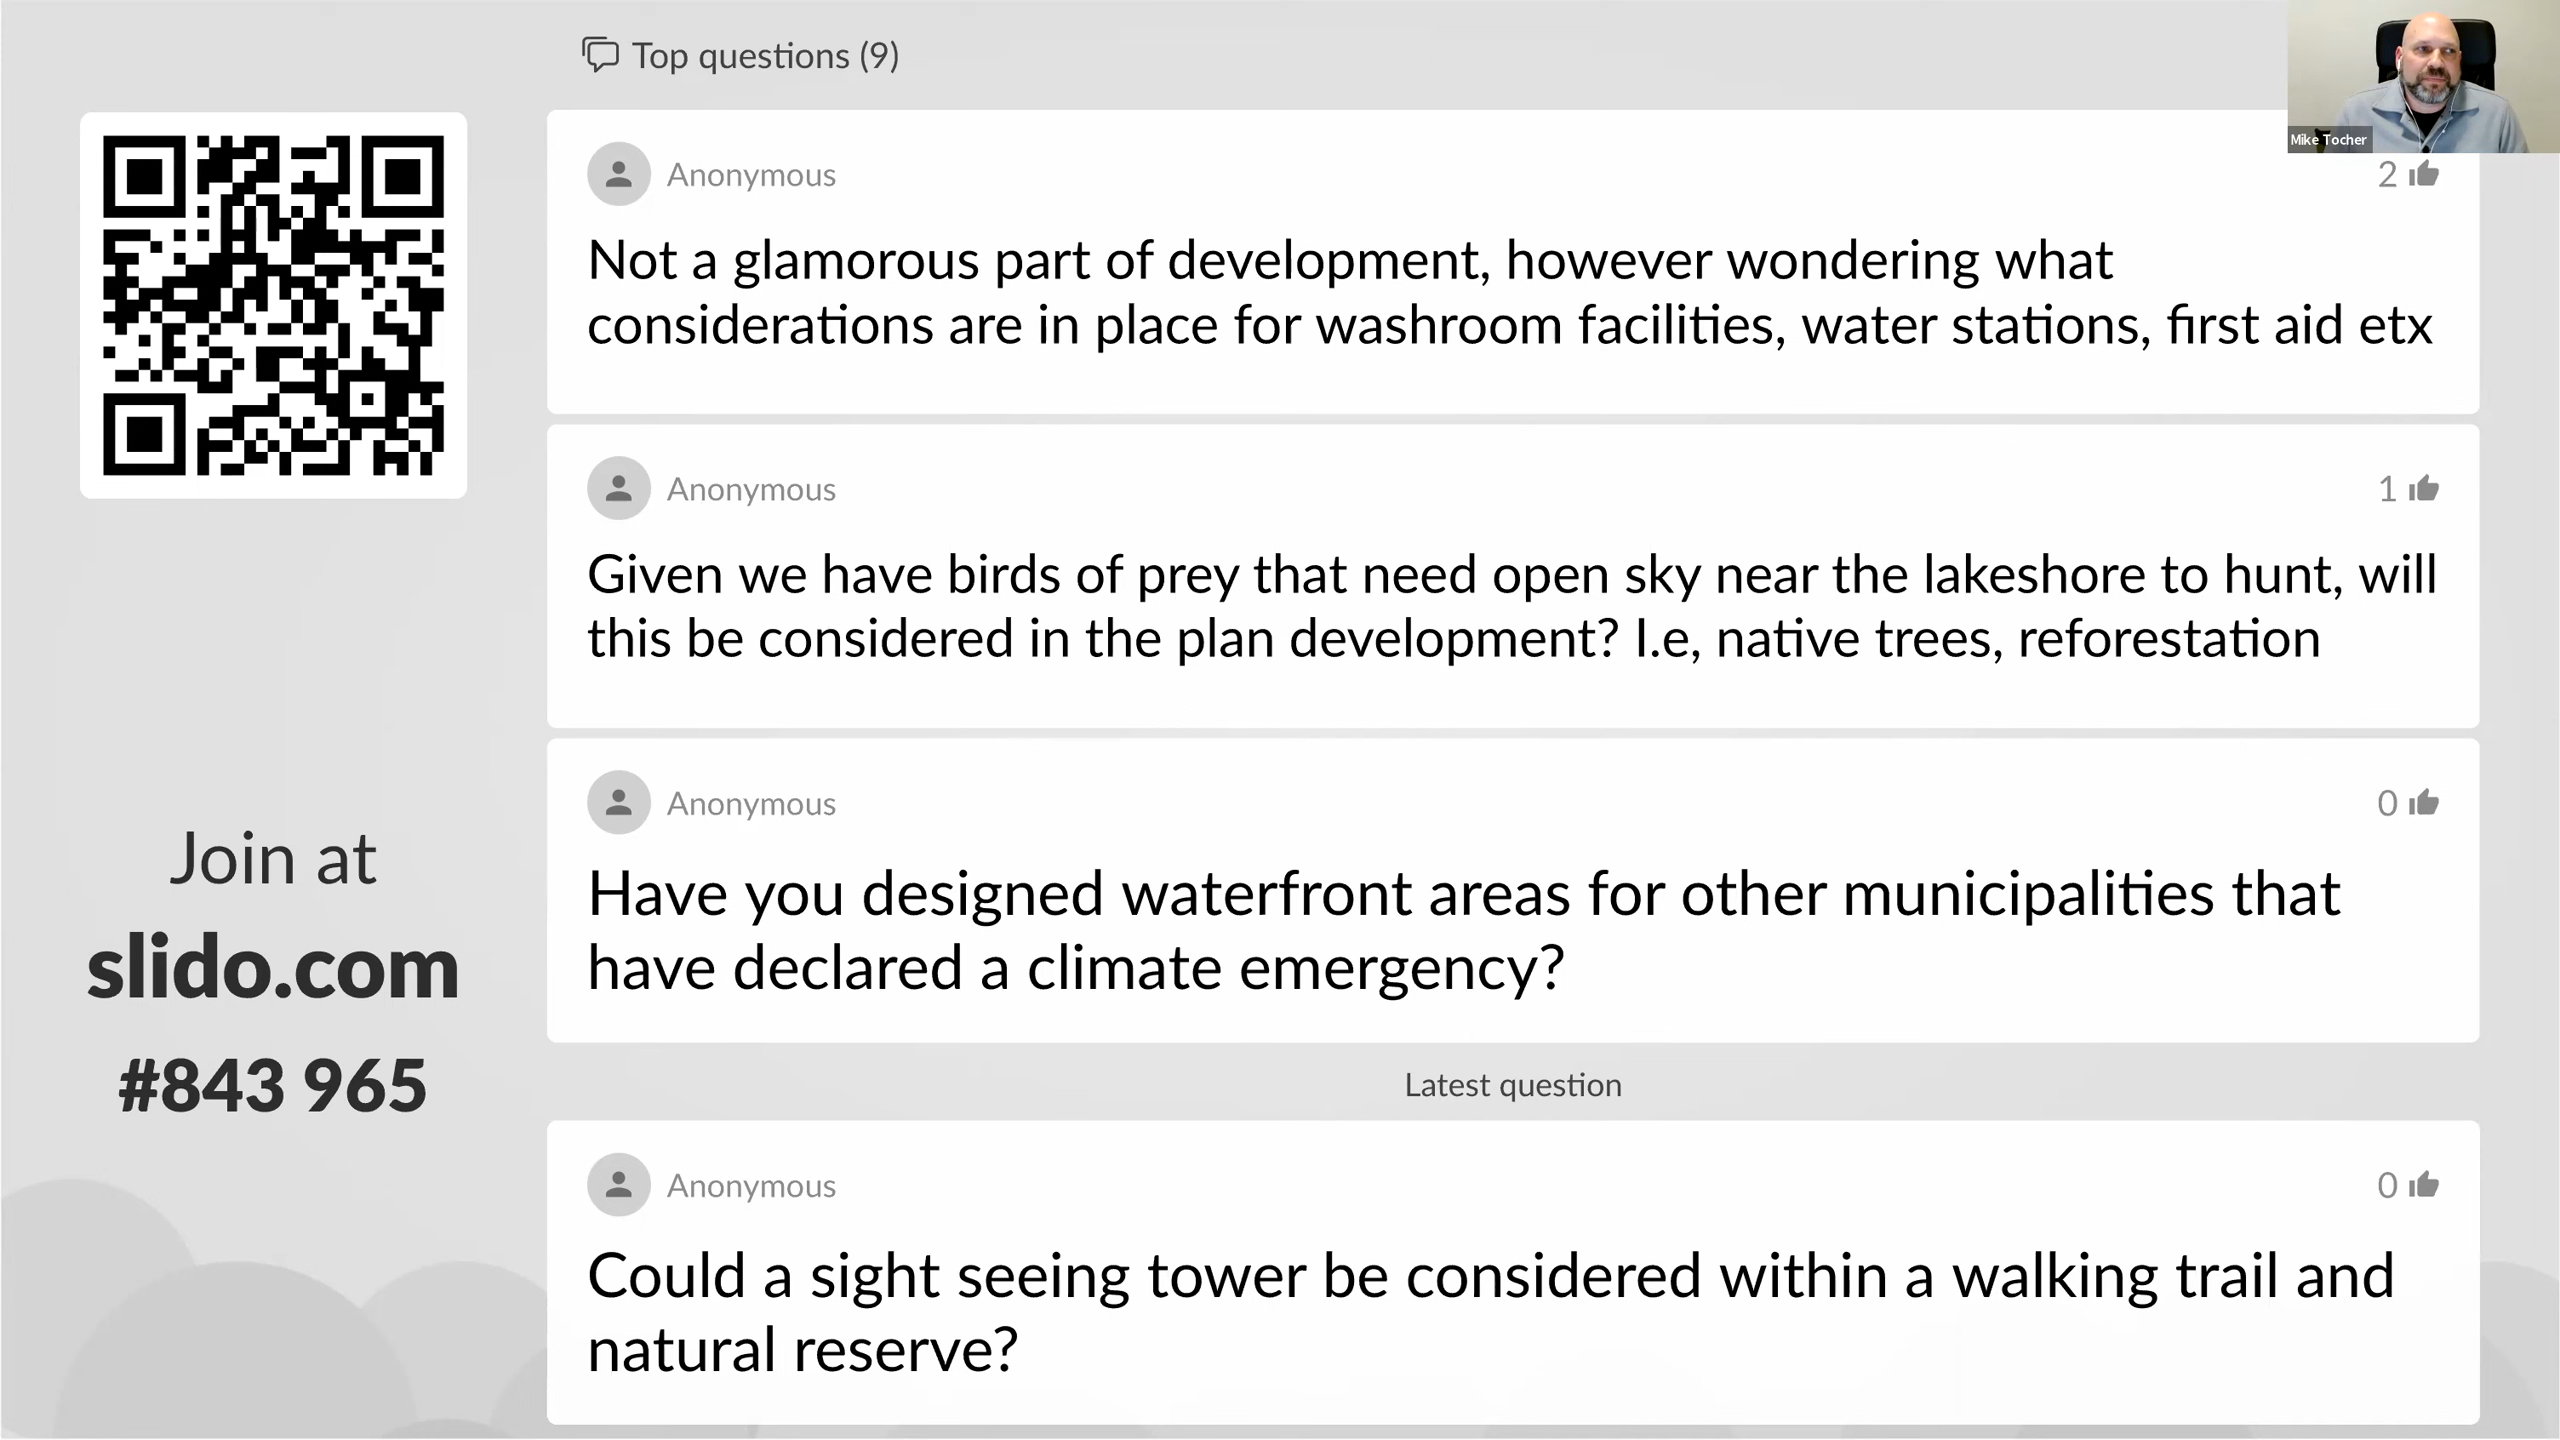 Top questions (9)
Mike Tocher
Anonymous
2
Not a glamorous part of development, however wondering what
considerations are in place for washroom facilities, water stations, first aid etx
Anonymous
1
Given we have birds of prey that need open sky near the lakeshore to hunt, will
this be considered in the plan development? I.e, native trees, reforestation
Anonymous
0
Have you designed waterfront areas for other municipalities that
have declared a climate emergency?
Join at
slido.com
#843 965
Latest question
Anonymous
0
Could a sight seeing tower be considered within a walking trail and
natural reserve?